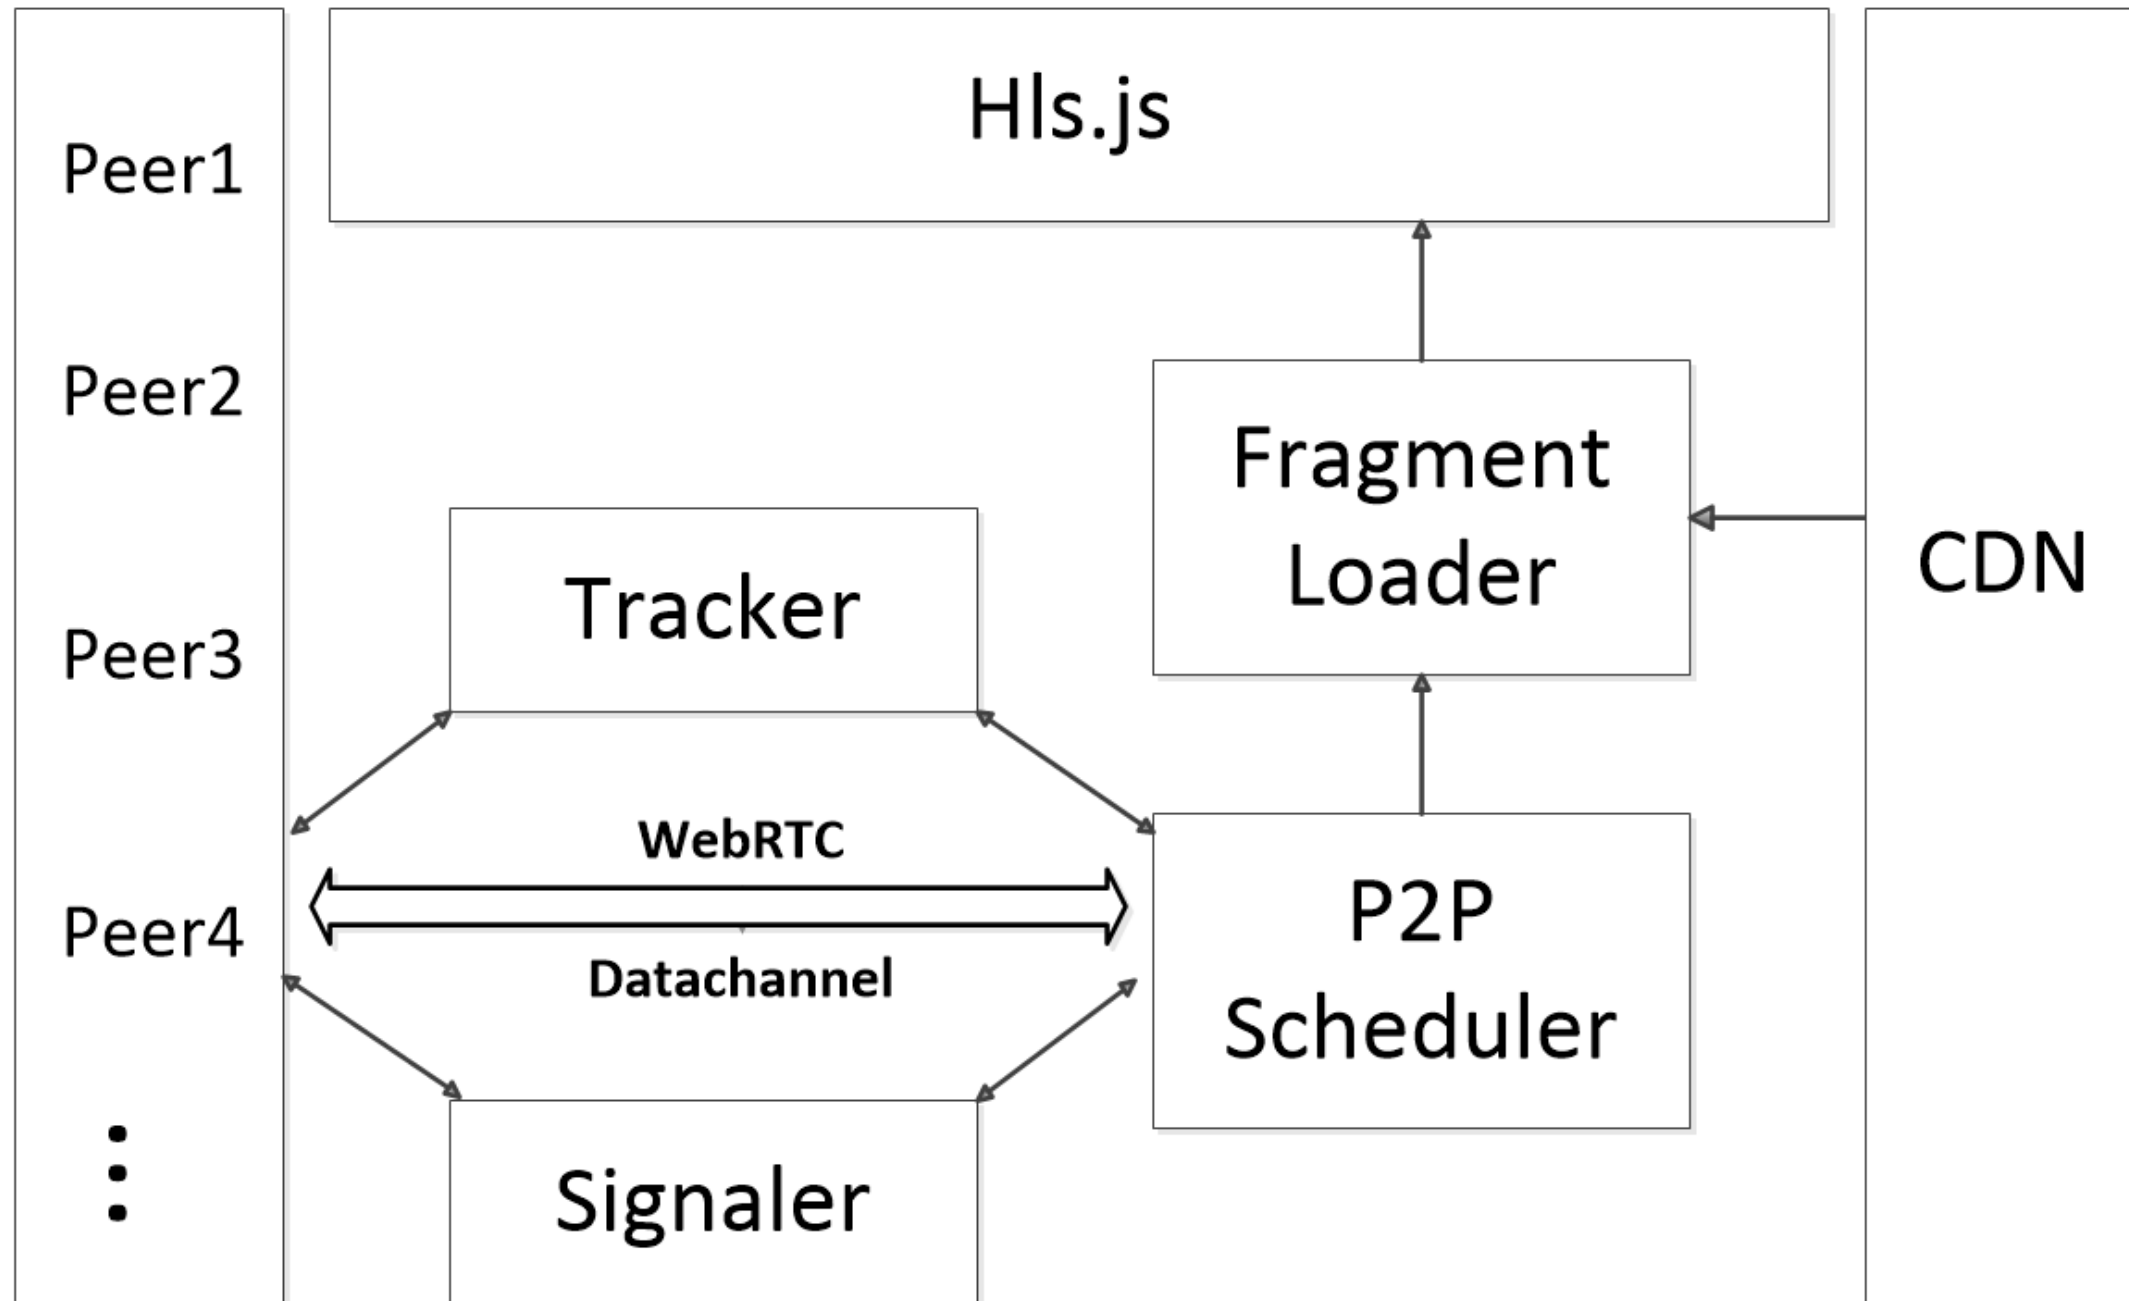 Peer1
Peer2
Peer3
Peer4
Hls.js
Tracker
WebRTC
Datachannel
Signaler
Fragment
Loader
P2P
Scheduler
CDN